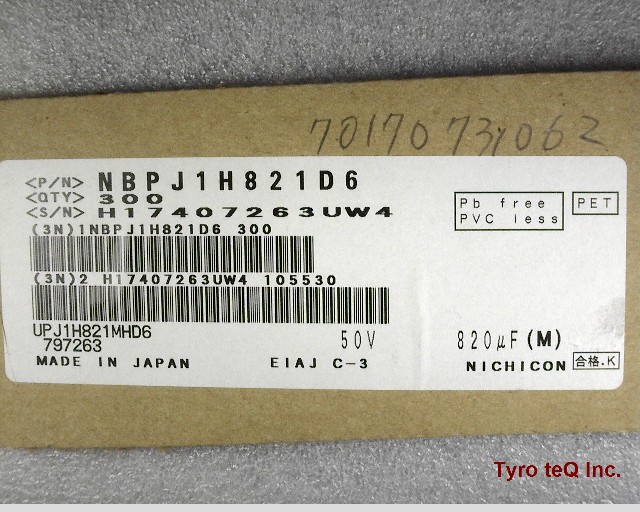 7017073y062
<P/N> NBPJ1H821D6
<QTY> 300
<S/N> H17407263UW4
Pb free
PVC less
PET
(3N)1NBPJ1H821D6 300
(3N)2 H17407263UW4 105530
UPJ1H821MHD6
50V
820μF (M)
797263
MADE IN JAPAN
EIAJ C-3
NICHICON
合格.K
Tyro teQ Inc.